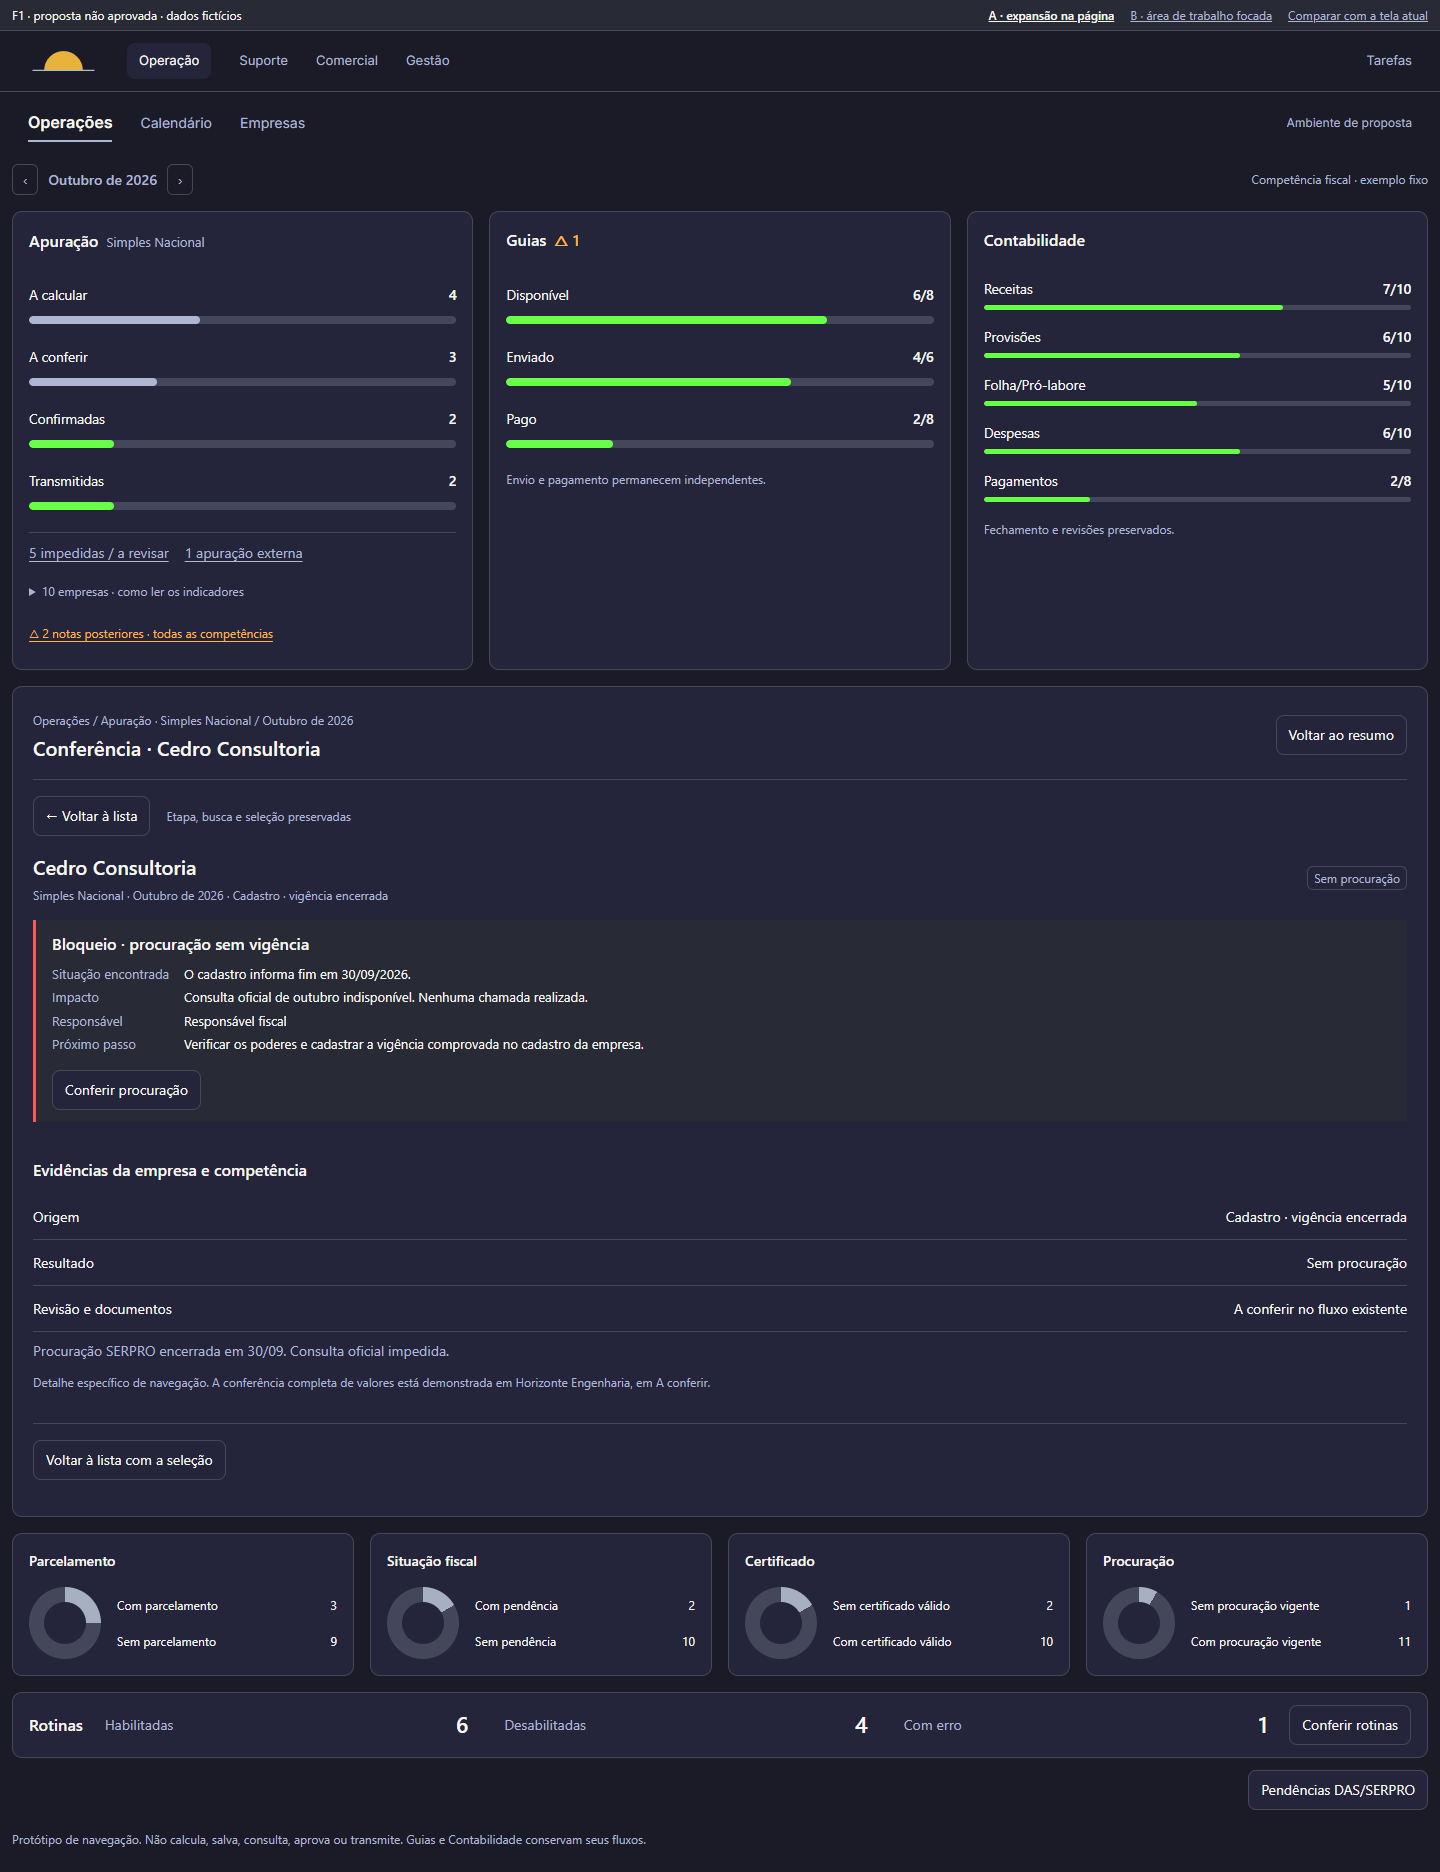 F1 · proposta não aprovada · dados fictícios
A · expansão na página
B · área de trabalho focada
Comparar com a tela atual
Operação
Suporte
Comercial
Gestão
Tarefas
Operações
Calendário
Empresas
Ambiente de proposta
‹ Outubro de 2026 ›
Competência fiscal · exemplo fixo
Apuração Simples Nacional
A calcular 4
A conferir 3
Confirmadas 2
Transmitidas 2
5 impedidas / a revisar 1 apuração externa
▶ 10 empresas · como ler os indicadores
△ 2 notas posteriores · todas as competências
Guias △ 1
Disponível 6/8
Enviado 4/6
Pago 2/8
Envio e pagamento permanecem independentes.
Contabilidade
Receitas 7/10
Provisões 6/10
Folha/Pró-labore 5/10
Despesas 6/10
Pagamentos 2/8
Fechamento e revisões preservados.
Operações / Apuração · Simples Nacional / Outubro de 2026
Conferência · Cedro Consultoria
Voltar ao resumo
← Voltar à lista
Etapa, busca e seleção preservadas
Cedro Consultoria
Simples Nacional · Outubro de 2026 · Cadastro · vigência encerrada
Sem procuração
Bloqueio · procuração sem vigência
Situação encontrada O cadastro informa fim em 30/09/2026.
Impacto Consulta oficial de outubro indisponível. Nenhuma chamada realizada.
Responsável Responsável fiscal
Próximo passo Verificar os poderes e cadastrar a vigência comprovada no cadastro da empresa.
Conferir procuração
Evidências da empresa e competência
Origem Cadastro · vigência encerrada
Resultado Sem procuração
Revisão e documentos A conferir no fluxo existente
Procuração SERPRO encerrada em 30/09. Consulta oficial impedida.
Detalhe específico de navegação. A conferência completa de valores está demonstrada em Horizonte Engenharia, em A conferir.
Voltar à lista com a seleção
Parcelamento
Com parcelamento 3
Sem parcelamento 9
Situação fiscal
Com pendência 2
Sem pendência 10
Certificado
Sem certificado válido 2
Com certificado válido 10
Procuração
Sem procuração vigente 1
Com procuração vigente 11
Rotinas Habilitadas 6 Desabilitadas 4 Com erro 1 Conferir rotinas
Pendências DAS/SERPRO
Protótipo de navegação. Não calcula, salva, consulta, aprova ou transmite. Guias e Contabilidade conservam seus fluxos.